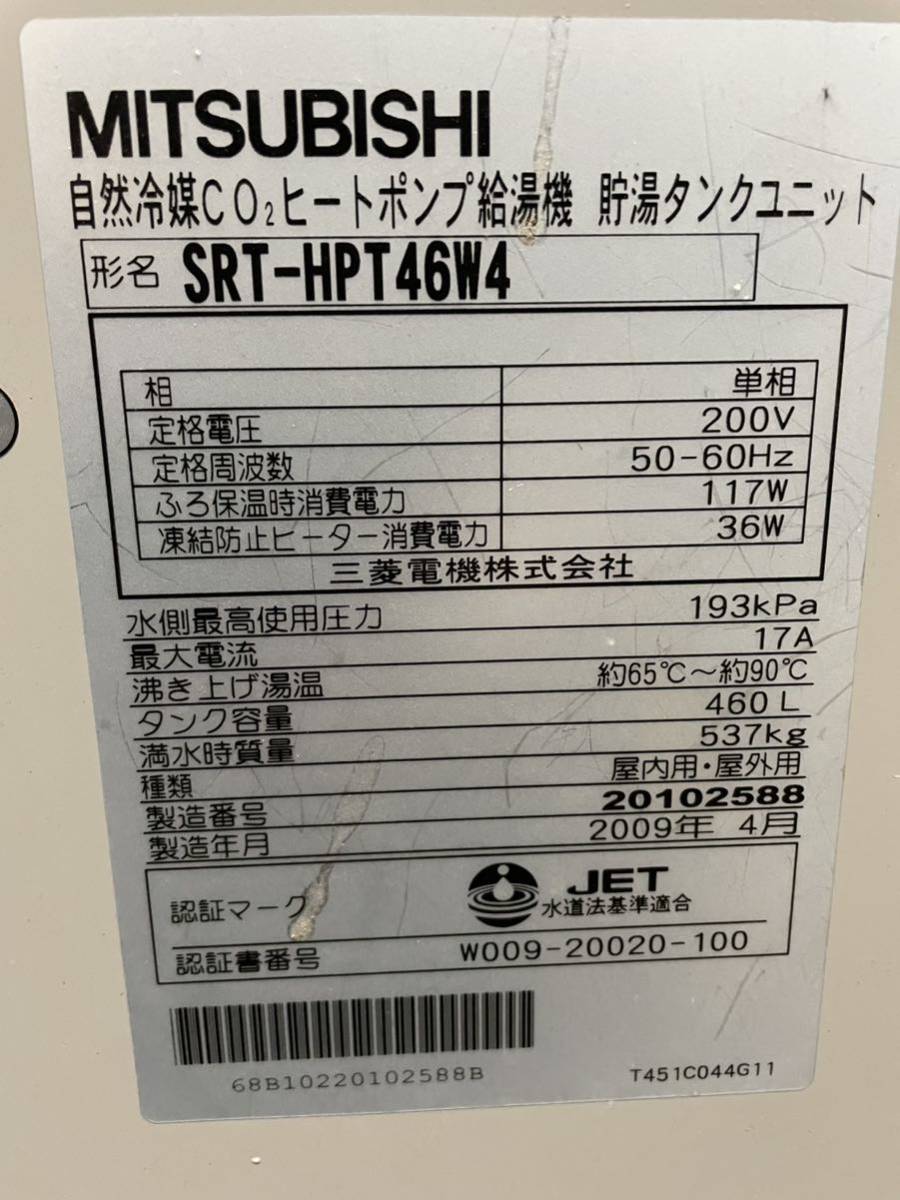 MITSUBISHI
自然冷媒CO₂ヒートポンプ給湯機 貯湯タンクユニット
形名 SRT-HPT46W4
相 単相
定格電圧 200V
定格周波数 50-60Hz
ふろ保温時消費電力 117W
凍結防止ヒーター消費電力 36W
三菱電機株式会社
水側最高使用圧力 193kPa
最大電流 17A
沸き上げ湯温 約65℃～約90℃
タンク容量 460L
満水時質量 537kg
種類 屋内用・屋外用
製造番号 20102588
製造年月 2009年 4月
認証マーク JET
水道法基準適合
認証書番号 W009-20020-100
68B10220102588B
T451C044G11